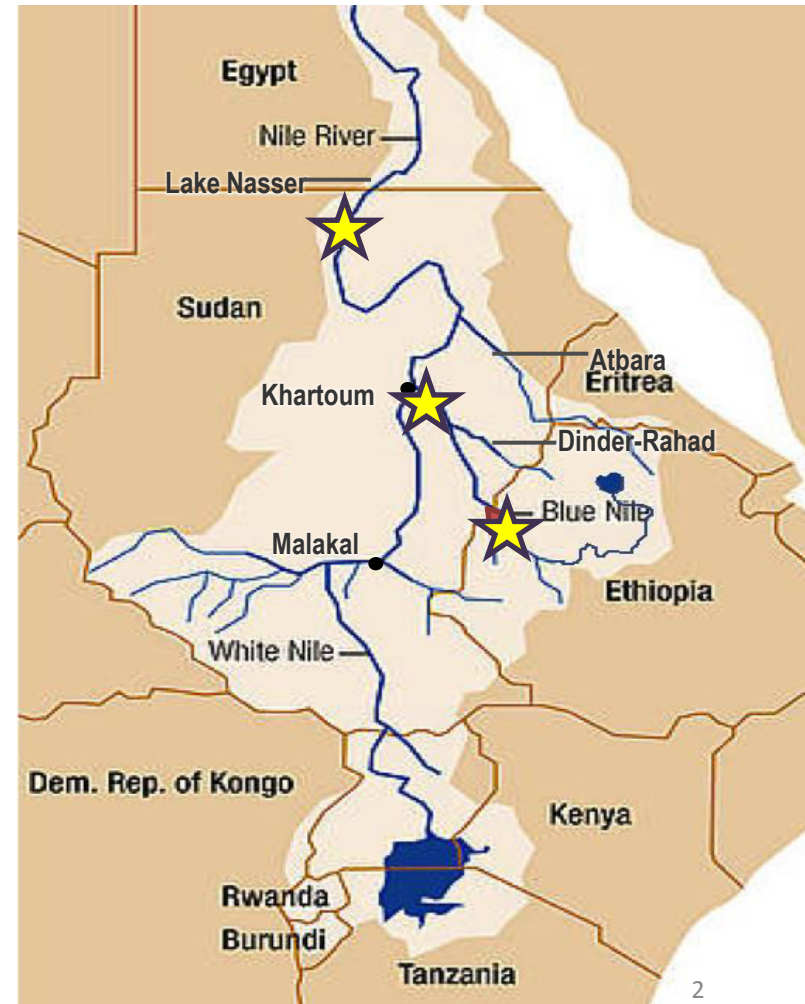 Egypt
Nile River
Lake Nasser
Sudan
Atbara
Khartoum
Eritrea
Dinder-Rahad
Blue Nile
Malakal
Ethiopia
White Nile
Dem. Rep. of Kongo
Kenya
Rwanda
Burundi
Tanzania
2